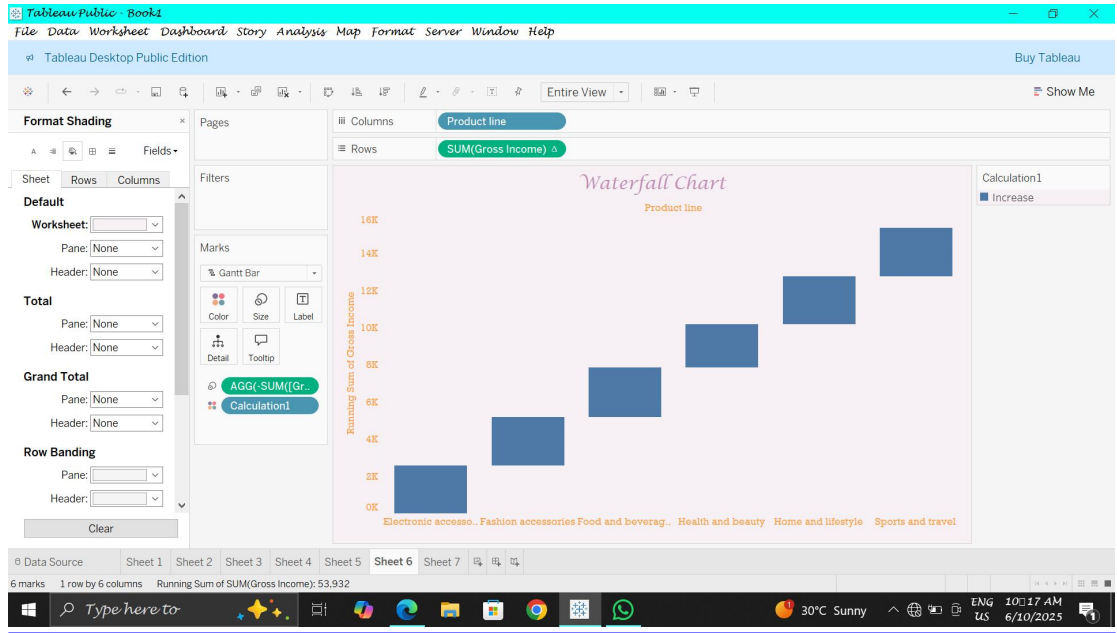 Tableau Public - Book1
File Data Worksheet Dashboard Story Analysis Map Format Server Window Help
Tableau Desktop Public Edition Buy Tableau
Entire View Show Me
Format Shading
Fields
Sheet Rows Columns
Default
Worksheet:
Pane: None
Header: None
Total
Pane: None
Header: None
Grand Total
Pane: None
Header: None
Row Banding
Pane:
Header:
Clear
Pages
Filters
Marks
Gantt Bar
Color Size Label
Detail Tooltip
AGG(-SUM([Gr..
Calculation1
Columns Product line
Rows SUM(Gross Income) Δ
Waterfall Chart
Product line
Running Sum of Gross Income
16K
14K
12K
10K
8K
6K
4K
2K
0K
Electronic accesso.. Fashion accessories Food and beverag.. Health and beauty Home and lifestyle Sports and travel
Calculation1
Increase
Data Source Sheet 1 Sheet 2 Sheet 3 Sheet 4 Sheet 5 Sheet 6 Sheet 7
6 marks 1 row by 6 columns Running Sum of SUM(Gross Income): 53,932
Type here to
30°C Sunny
ENG
US
10□17 AM
6/10/2025
1